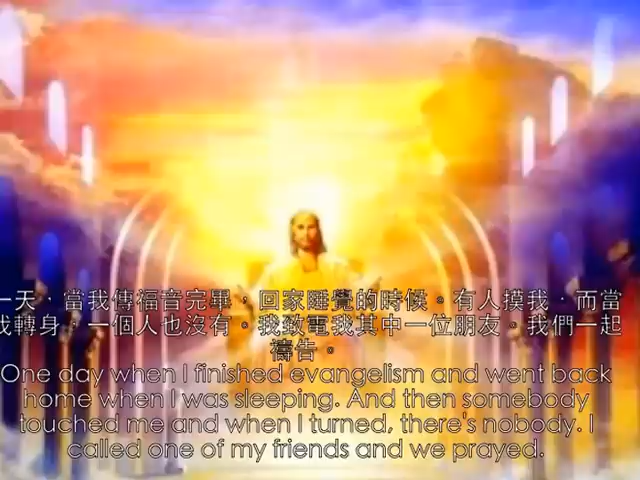 一天，當我傳福音完畢，回家睡覺的時候。有人摸我，而當
我轉身，一個人也沒有。我致電我其中一位朋友。我們一起
禱告。
One day when I finished evangelism and went back
home when I was sleeping. And then somebody
touched me and when I turned, there's nobody. I
called one of my friends and we prayed.